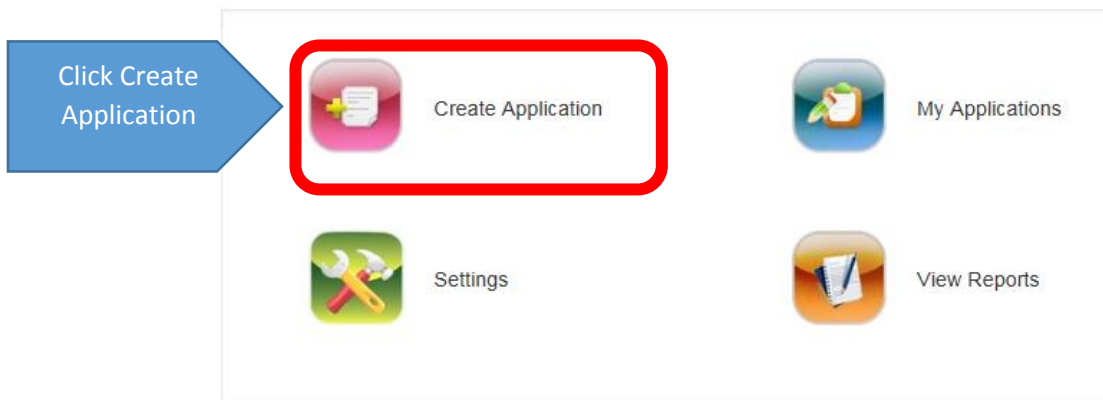 Click Create
Application
Create Application
My Applications
Settings
View Reports